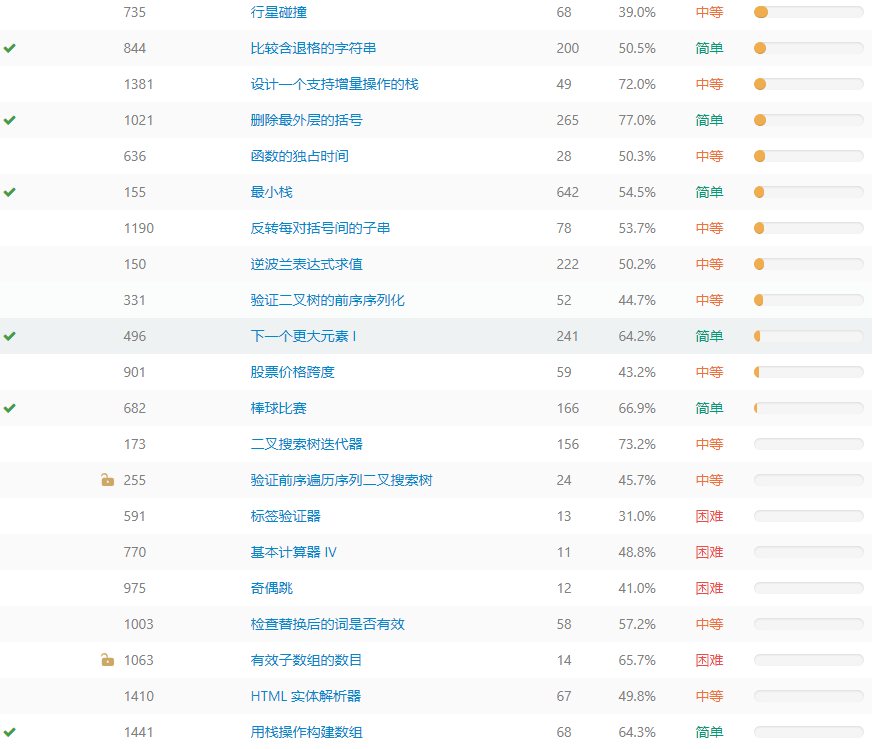 735 行星碰撞 68 39.0% 中等
844 比较含退格的字符串 200 50.5% 简单
1381 设计一个支持增量操作的栈 49 72.0% 中等
1021 删除最外层的括号 265 77.0% 简单
636 函数的独占时间 28 50.3% 中等
155 最小栈 642 54.5% 简单
1190 反转每对括号间的子串 78 53.7% 中等
150 逆波兰表达式求值 222 50.2% 中等
331 验证二叉树的前序序列化 52 44.7% 中等
496 下一个更大元素 I 241 64.2% 简单
901 股票价格跨度 59 43.2% 中等
682 棒球比赛 166 66.9% 简单
173 二叉搜索树迭代器 156 73.2% 中等
255 验证前序遍历序列二叉搜索树 24 45.7% 中等
591 标签验证器 13 31.0% 困难
770 基本计算器 IV 11 48.8% 困难
975 奇偶跳 12 41.0% 困难
1003 检查替换后的词是否有效 58 57.2% 中等
1063 有效子数组的数目 14 65.7% 困难
1410 HTML 实体解析器 67 49.8% 中等
1441 用栈操作构建数组 68 64.3% 简单